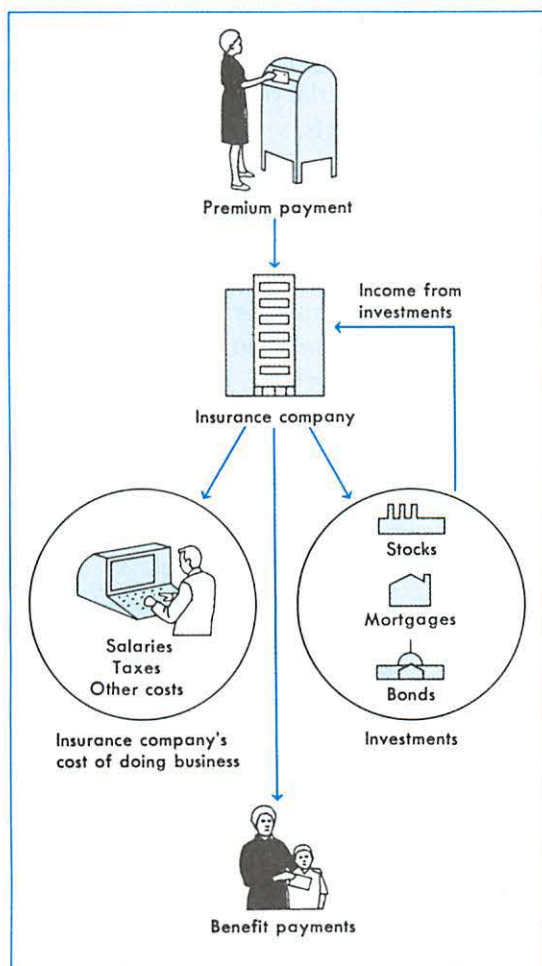 Premium payment
Income from
investments
Insurance company
Salaries
Taxes
Other costs
Stocks
Mortgages
Bonds
Insurance company's
cost of doing business
Investments
Benefit payments